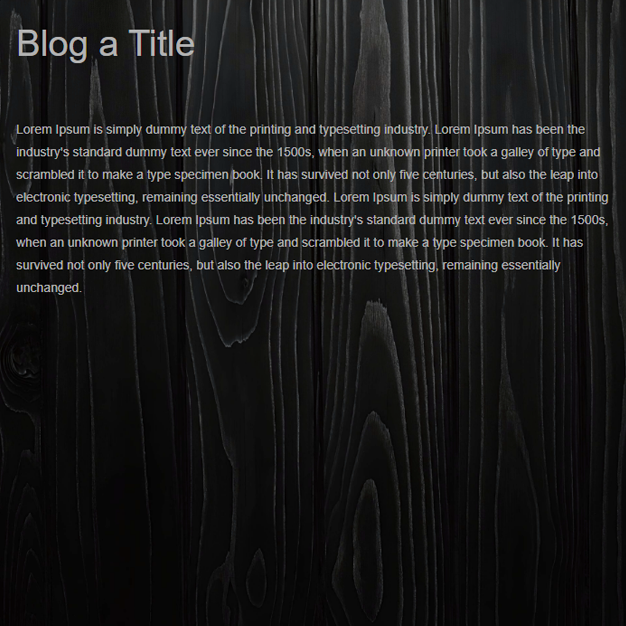 Blog a Title
Lorem Ipsum is simply dummy text of the printing and typesetting industry. Lorem Ipsum has been the
industry's standard dummy text ever since the 1500s, when an unknown printer took a galley of type and
scrambled it to make a type specimen book. It has survived not only five centuries, but also the leap into
electronic typesetting, remaining essentially unchanged. Lorem Ipsum is simply dummy text of the printing
and typesetting industry. Lorem Ipsum has been the industry's standard dummy text ever since the 1500s,
when an unknown printer took a galley of type and scrambled it to make a type specimen book. It has
survived not only five centuries, but also the leap into electronic typesetting, remaining essentially
unchanged.